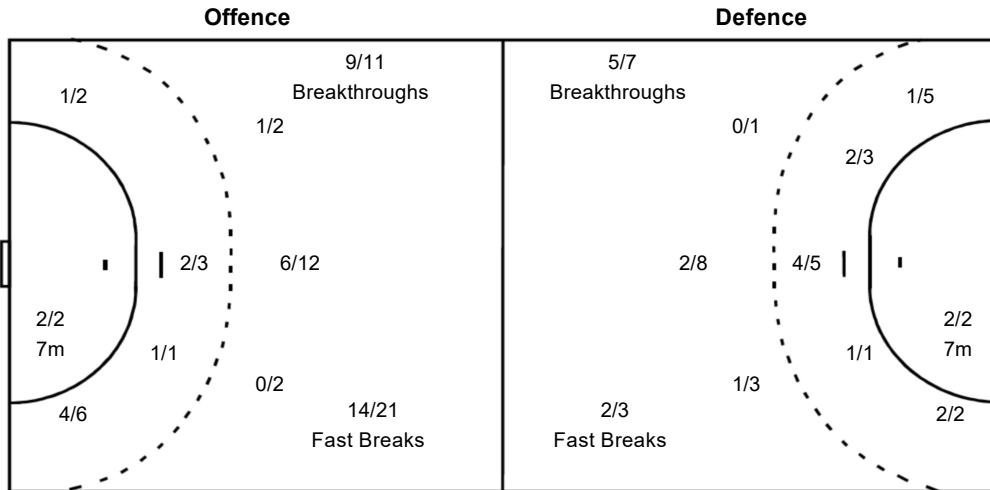 Offence
Defence
9/11
Breakthroughs
5/7
Breakthroughs
1/2
1/5
1/2
0/1
2/3
2/3
6/12
2/8
4/5
2/2
7m
2/2
7m
1/1
1/1
0/2
1/3
4/6
14/21
Fast Breaks
2/3
Fast Breaks
2/2